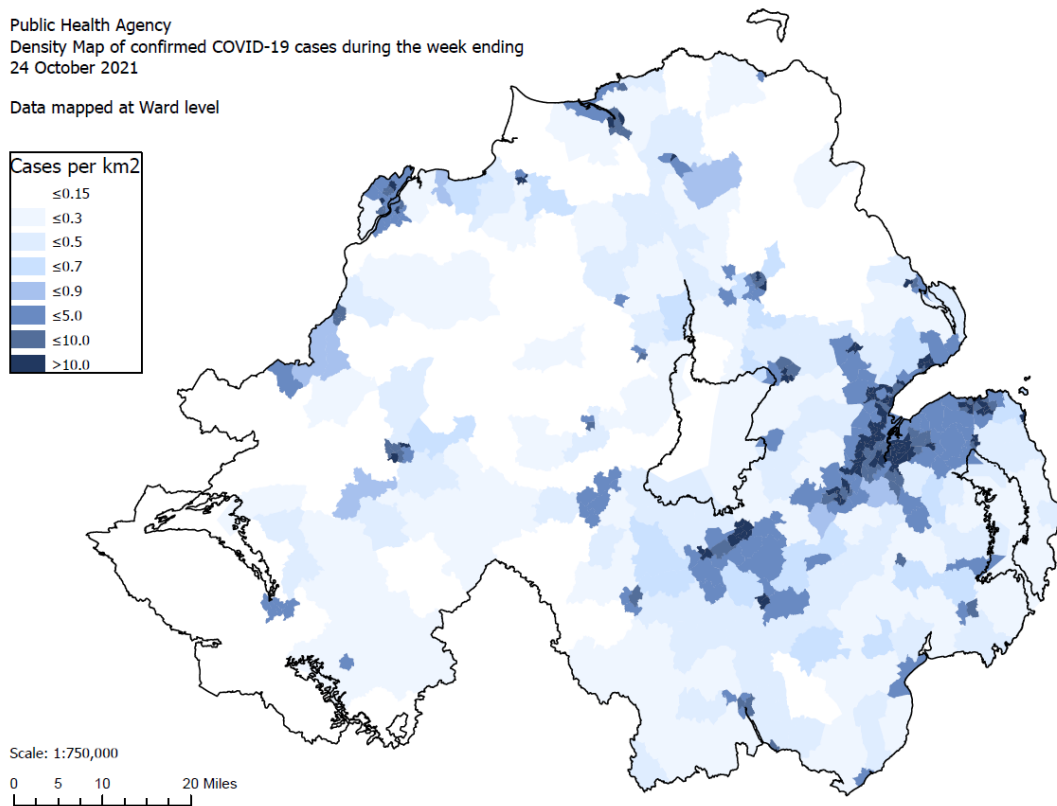 Public Health Agency
Density Map of confirmed COVID-19 cases during the week ending
24 October 2021
Data mapped at Ward level
Cases per km2
≤0.15
≤0.3
≤0.5
≤0.7
≤0.9
≤5.0
≤10.0
>10.0
Scale: 1:750,000
0 5 10 20 Miles